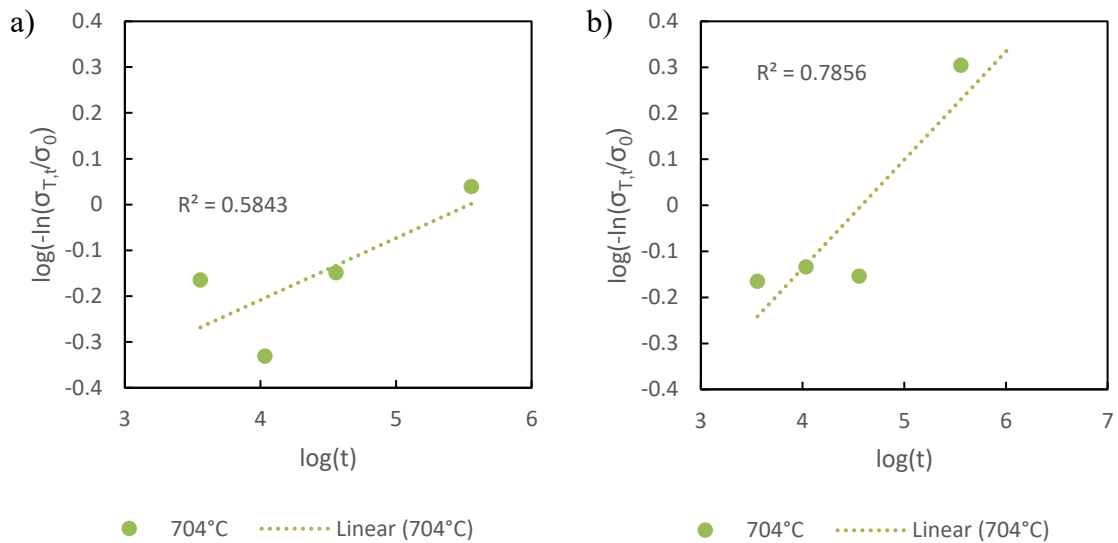 a)
0.4
0.3
0.2
0.1
0
-0.1
-0.2
-0.3
-0.4
log(-ln(σT,t/σ0)
R² = 0.5843
3 4 5 6
log(t)
704°C Linear (704°C)
b)
0.4
0.3
0.2
0.1
0
-0.1
-0.2
-0.3
-0.4
log(-ln(σT,t/σ0)
R² = 0.7856
3 4 5 6 7
log(t)
704°C Linear (704°C)